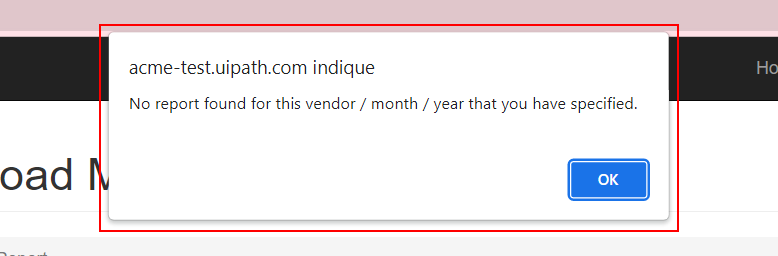 acme-test.uipath.com indique
Ho
No report found for this vendor / month / year that you have specified.
oad M
OK
Report